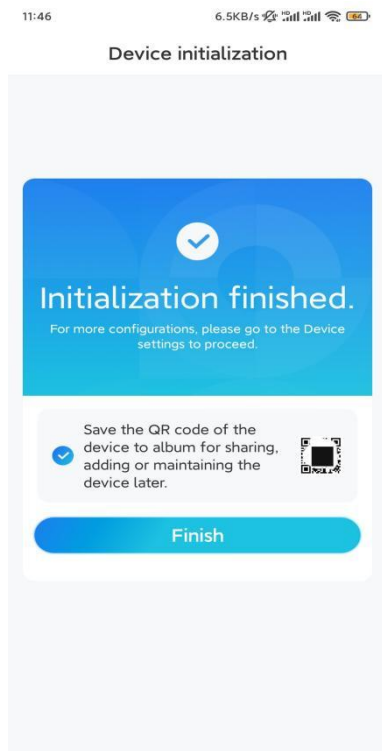 11:46 6.5KB/s HD HD 64
Device initialization
Initialization finished.
For more configurations, please go to the Device
settings to proceed.
Save the QR code of the
device to album for sharing,
adding or maintaining the
device later.
Finish